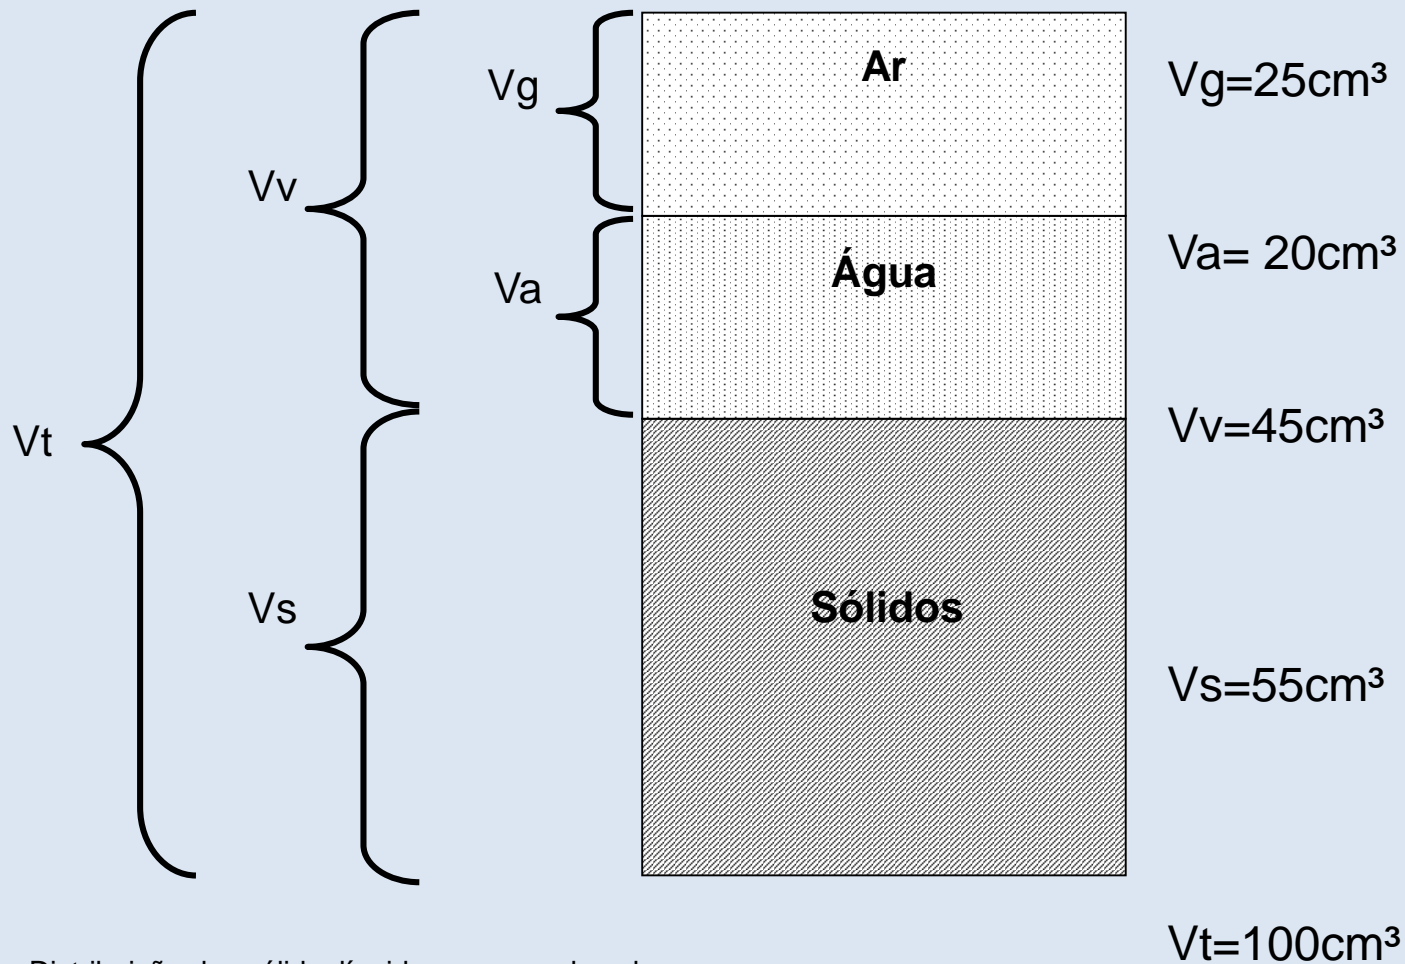 Ar
Vg
Vg=25cm³
Vv
Água
Va
Va= 20cm³
Vt
Vv=45cm³
Vs
Sólidos
Vs=55cm³
Vt=100cm³